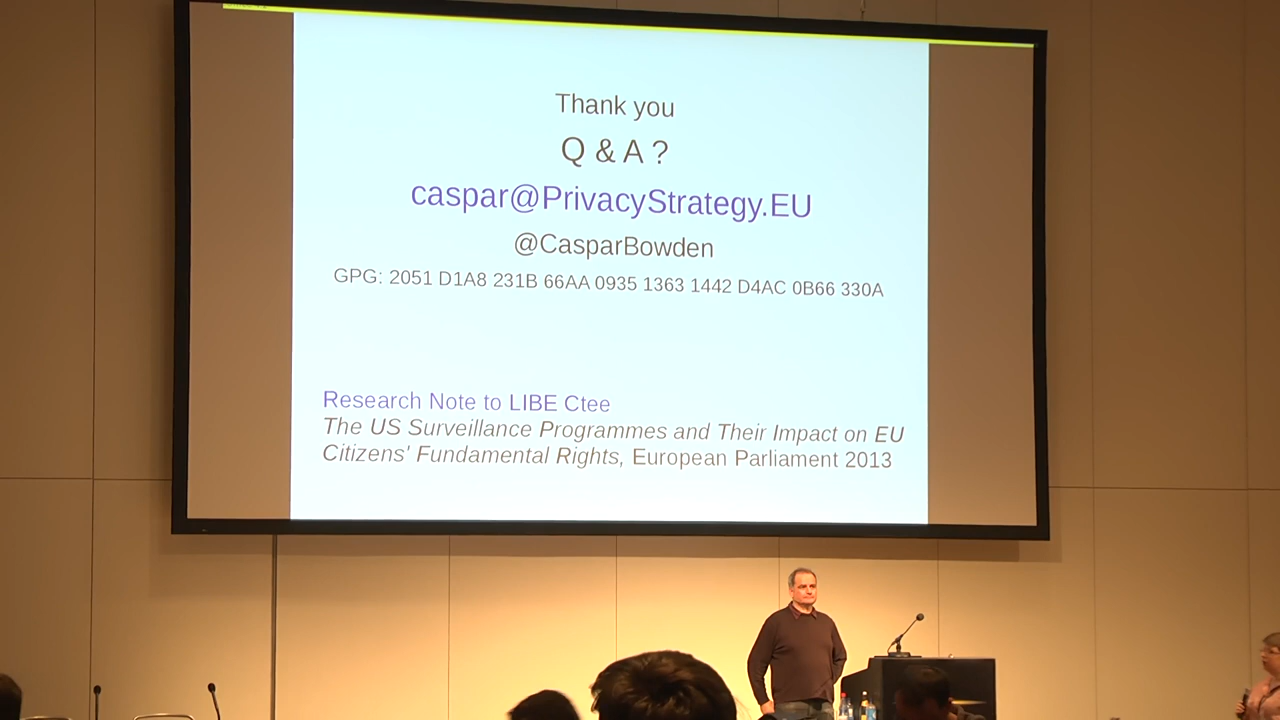 Thank you
Q & A ?
caspar@PrivacyStrategy.EU
@CasparBowden
GPG: 2051 D1A8 231B 66AA 0935 1363 1442 D4AC 0B66 330A
Research Note to LIBE Ctee
The US Surveillance Programmes and Their Impact on EU
Citizens' Fundamental Rights, European Parliament 2013